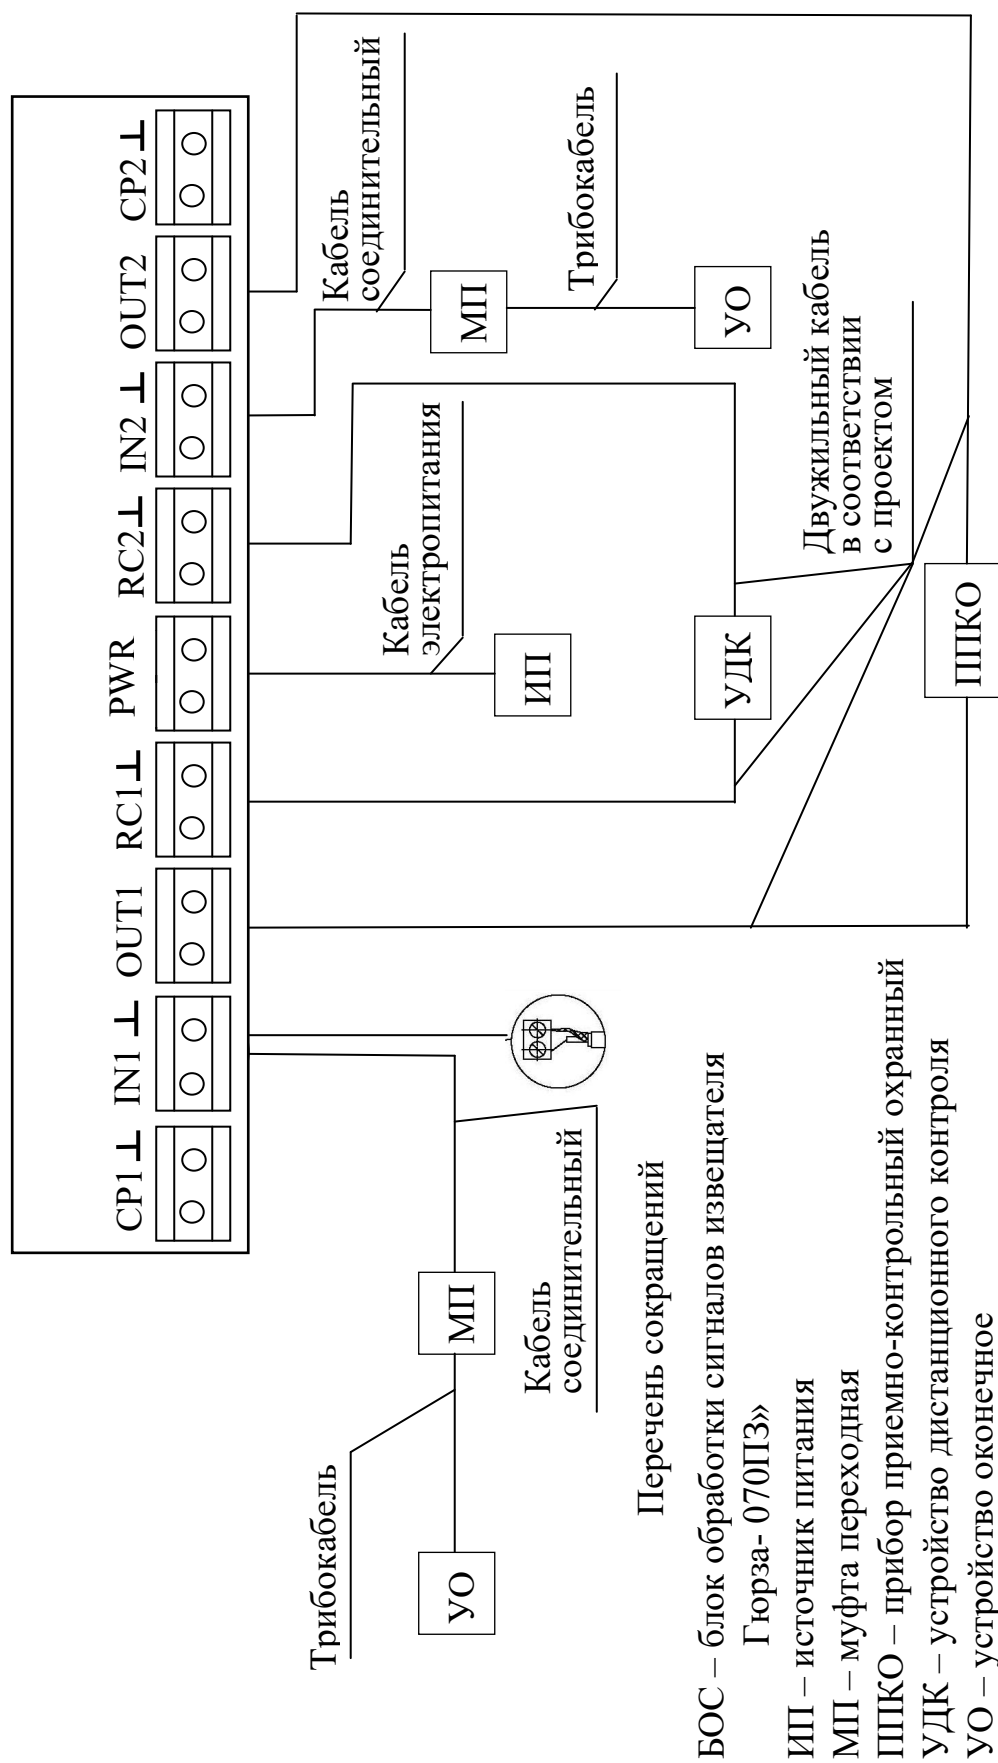 CP1⊥ IN1 ⊥ OUT1 RC1⊥ PWR RC2⊥ IN2 ⊥ OUT2 CP2⊥
Трибокабель
УО
МП
Кабель
соединительный
Кабель
электропитания
ИП
Кабель
соединительный
МП
Трибокабель
УО
УДК
Двужильный кабель
в соответствии
с проектом
ППКО
Перечень сокращений
БОС – блок обработки сигналов извещателя
Гюрза- 070ПЗ»
ИП – источник питания
МП – муфта переходная
ППКО – прибор приемно-контрольный охранный
УДК – устройство дистанционного контроля
УО – устройство оконечное